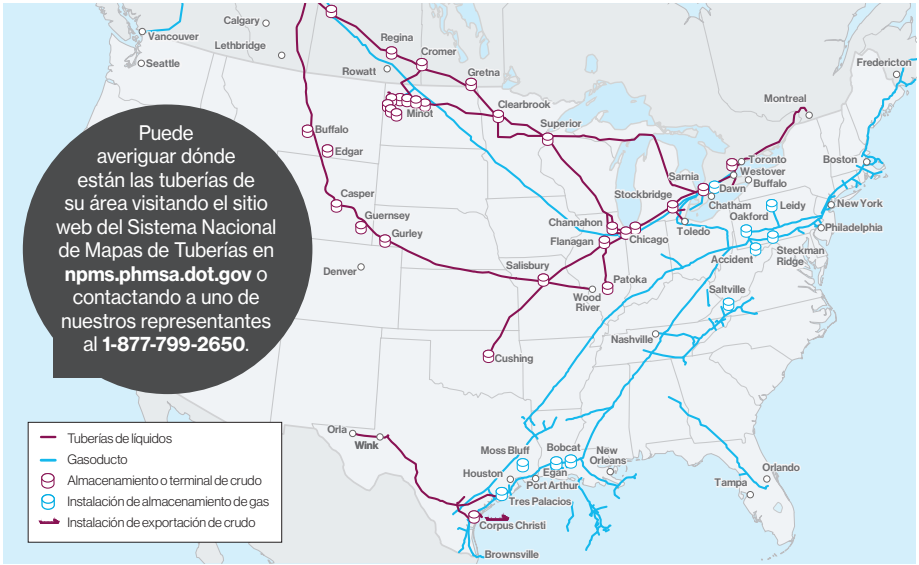 Calgary
Vancouver
Seattle
Lethbridge
Regina
Cromer
Rowatt
Gretna
Minot
Clearbrook
Superior
Fredericton
Montreal
Puede
averiguar dónde
están las tuberías de
su área visitando el sitio
web del Sistema Nacional
de Mapas de Tuberías en
npms.phmsa.dot.gov o
contactando a uno de
nuestros representantes
al 1-877-799-2650.
Buffalo
Edgar
Casper
Guernsey
Gurley
Denver
Toronto
Westover
Buffalo
Boston
Sarnia
Dawn
Stockbridge
Chatham
Leidy
New York
Oakford
Philadelphia
Channahon
Toledo
Flanagan
Chicago
Accident
Steckman
Ridge
Salisbury
Patoka
Wood
River
Saltville
Nashville
Cushing
Orla
Wink
Moss Bluff
Bobcat
New
Orleans
Houston
Egan
Port Arthur
Orlando
Tampa
Tres Palacios
Corpus Christi
Brownsville
Tuberías de líquidos
Gasoducto
Almacenamiento o terminal de crudo
Instalación de almacenamiento de gas
Instalación de exportación de crudo